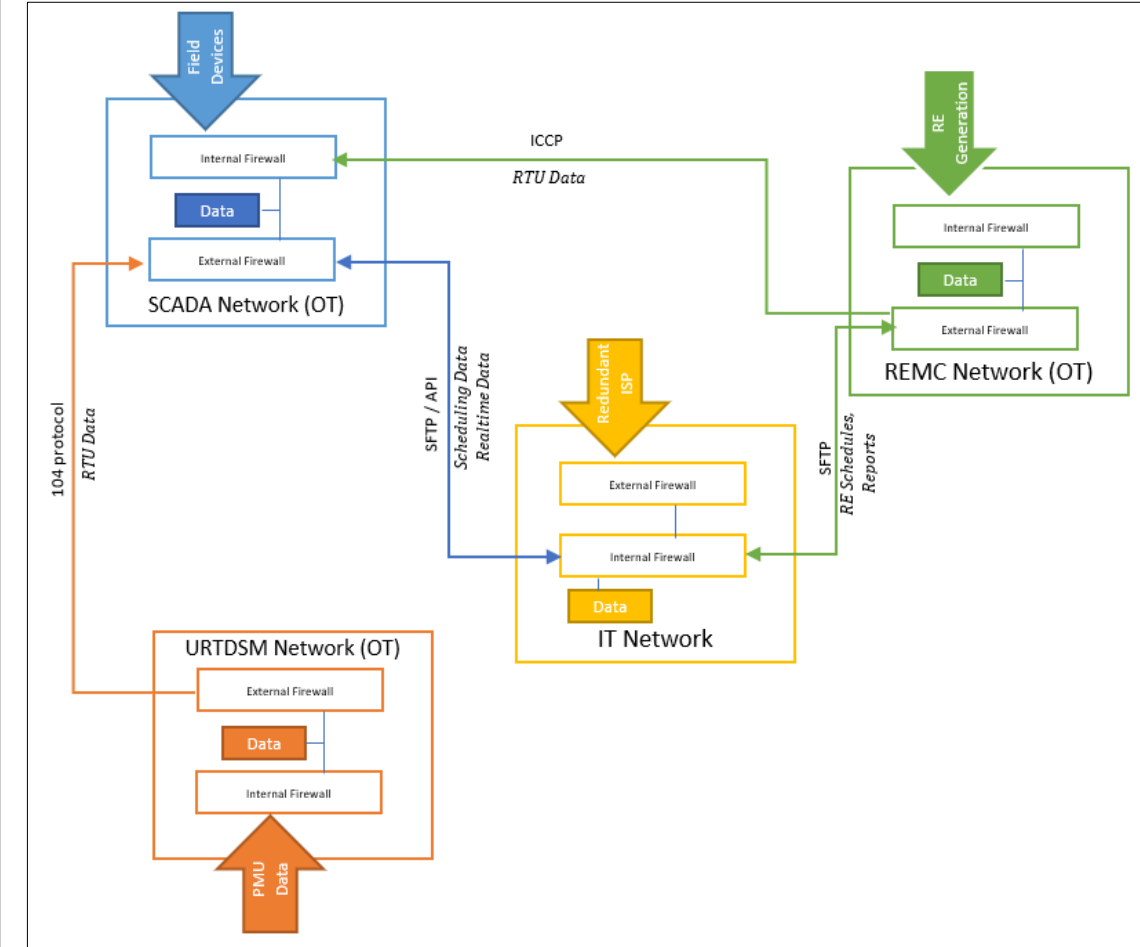 Field
Devices
Internal Firewall
Data
External Firewall
SCADA Network (OT)
ICCP
RTU Data
RE
Generation
Internal Firewall
Data
External Firewall
REMC Network (OT)
104 protocol
RTU Data
SFTP / API
Scheduling Data
Realtime Data
Redundant
ISP
External Firewall
Internal Firewall
Data
IT Network
SFTP
RE Schedules,
Reports
URTDSM Network (OT)
External Firewall
Data
Internal Firewall
PMU
Data